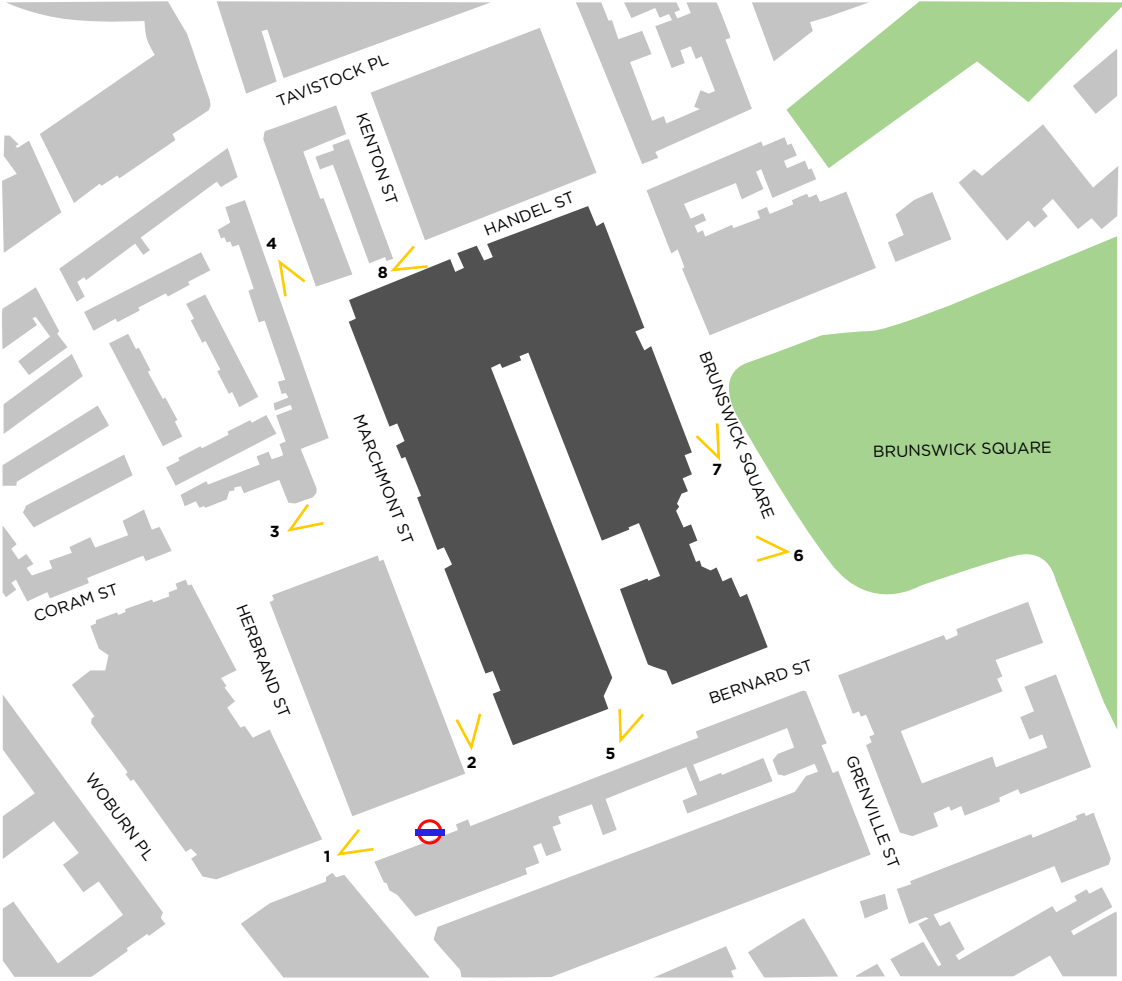 TAVISTOCK PL
KENTON ST
HANDEL ST
4
8
BRUNSWICK SQUARE
BRUNSWICK SQUARE
MARCHMONT ST
7
3
6
CORAM ST
HERBRAND ST
BERNARD ST
5
2
WOBURN PL
GRENVILLE ST
1